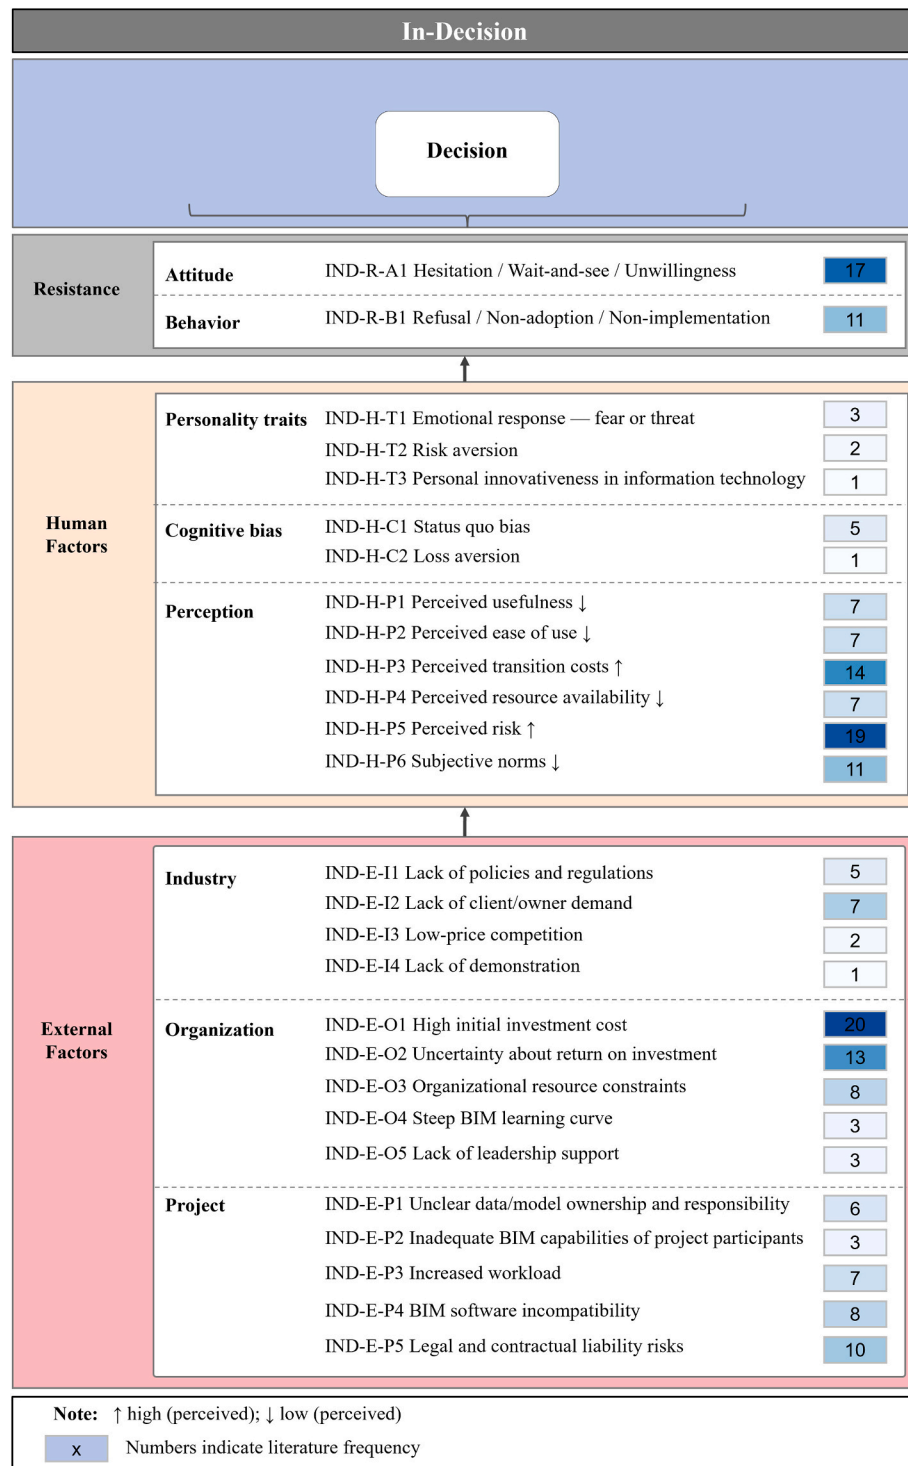 In-Decision
Decision
Resistance
Attitude
IND-R-A1 Hesitation / Wait-and-see / Unwillingness
17
Behavior
IND-R-B1 Refusal / Non-adoption / Non-implementation
11
Human
Factors
Personality traits
IND-H-T1 Emotional response — fear or threat
3
IND-H-T2 Risk aversion
2
IND-H-T3 Personal innovativeness in information technology
1
Cognitive bias
IND-H-C1 Status quo bias
5
IND-H-C2 Loss aversion
1
Perception
IND-H-P1 Perceived usefulness ↓
7
IND-H-P2 Perceived ease of use ↓
7
IND-H-P3 Perceived transition costs ↑
14
IND-H-P4 Perceived resource availability ↓
7
IND-H-P5 Perceived risk ↑
19
IND-H-P6 Subjective norms ↓
11
External
Factors
Industry
IND-E-I1 Lack of policies and regulations
5
IND-E-I2 Lack of client/owner demand
7
IND-E-I3 Low-price competition
2
IND-E-I4 Lack of demonstration
1
Organization
IND-E-O1 High initial investment cost
20
IND-E-O2 Uncertainty about return on investment
13
IND-E-O3 Organizational resource constraints
8
IND-E-O4 Steep BIM learning curve
3
IND-E-O5 Lack of leadership support
3
Project
IND-E-P1 Unclear data/model ownership and responsibility
6
IND-E-P2 Inadequate BIM capabilities of project participants
3
IND-E-P3 Increased workload
7
IND-E-P4 BIM software incompatibility
8
IND-E-P5 Legal and contractual liability risks
10
Note: ↑ high (perceived); ↓ low (perceived)
x Numbers indicate literature frequency